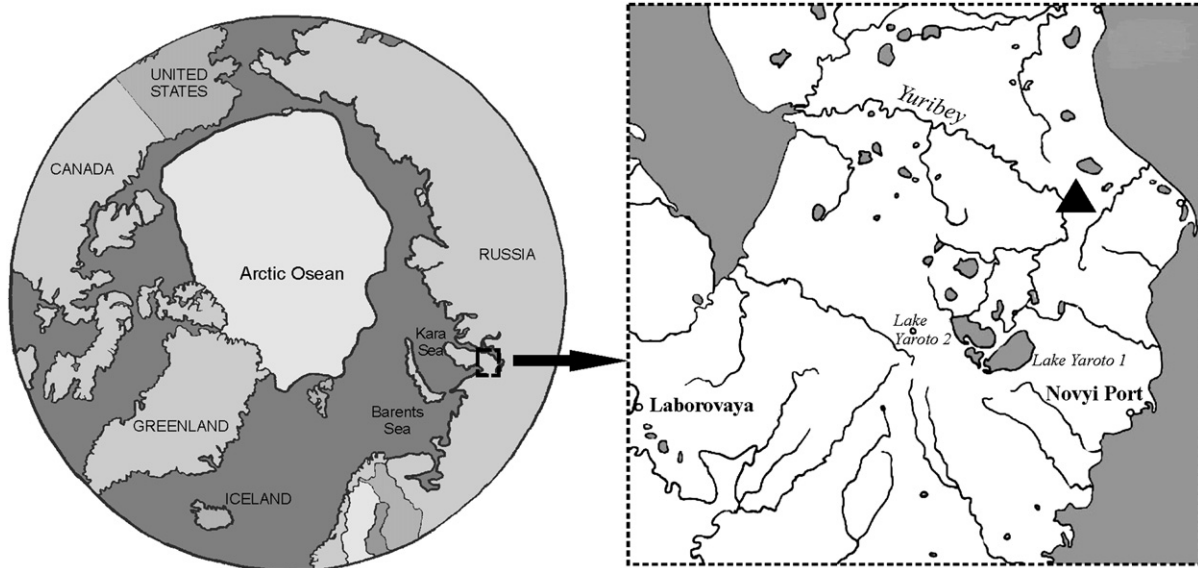 UNITED
STATES
CANADA
RUSSIA
Arctic Osean
Kara
Sea
Barents
Sea
GREENLAND
ICELAND
Yuribey
Lake
Yaroto 2
Lake Yaroto 1
Novyi Port
Laborovaya